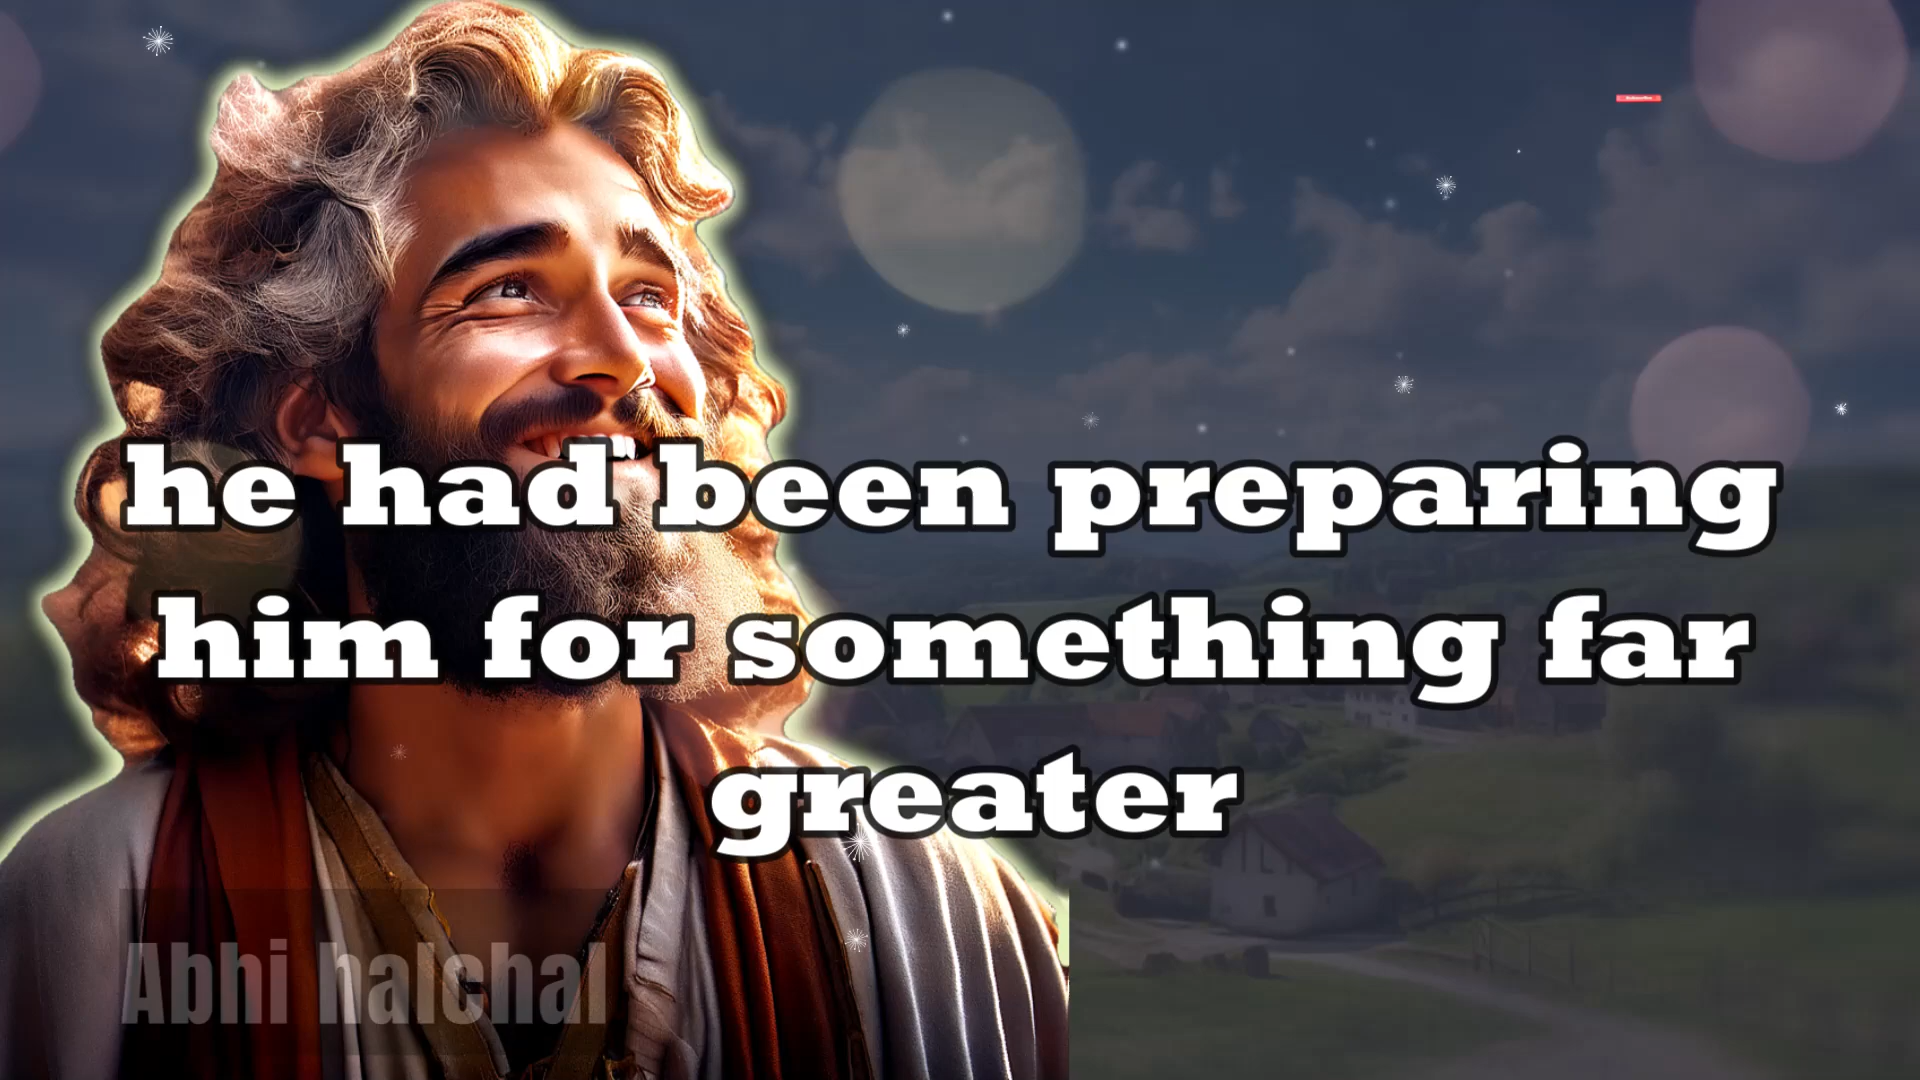 he had been preparing
him for something far
greater
Abhi halchal